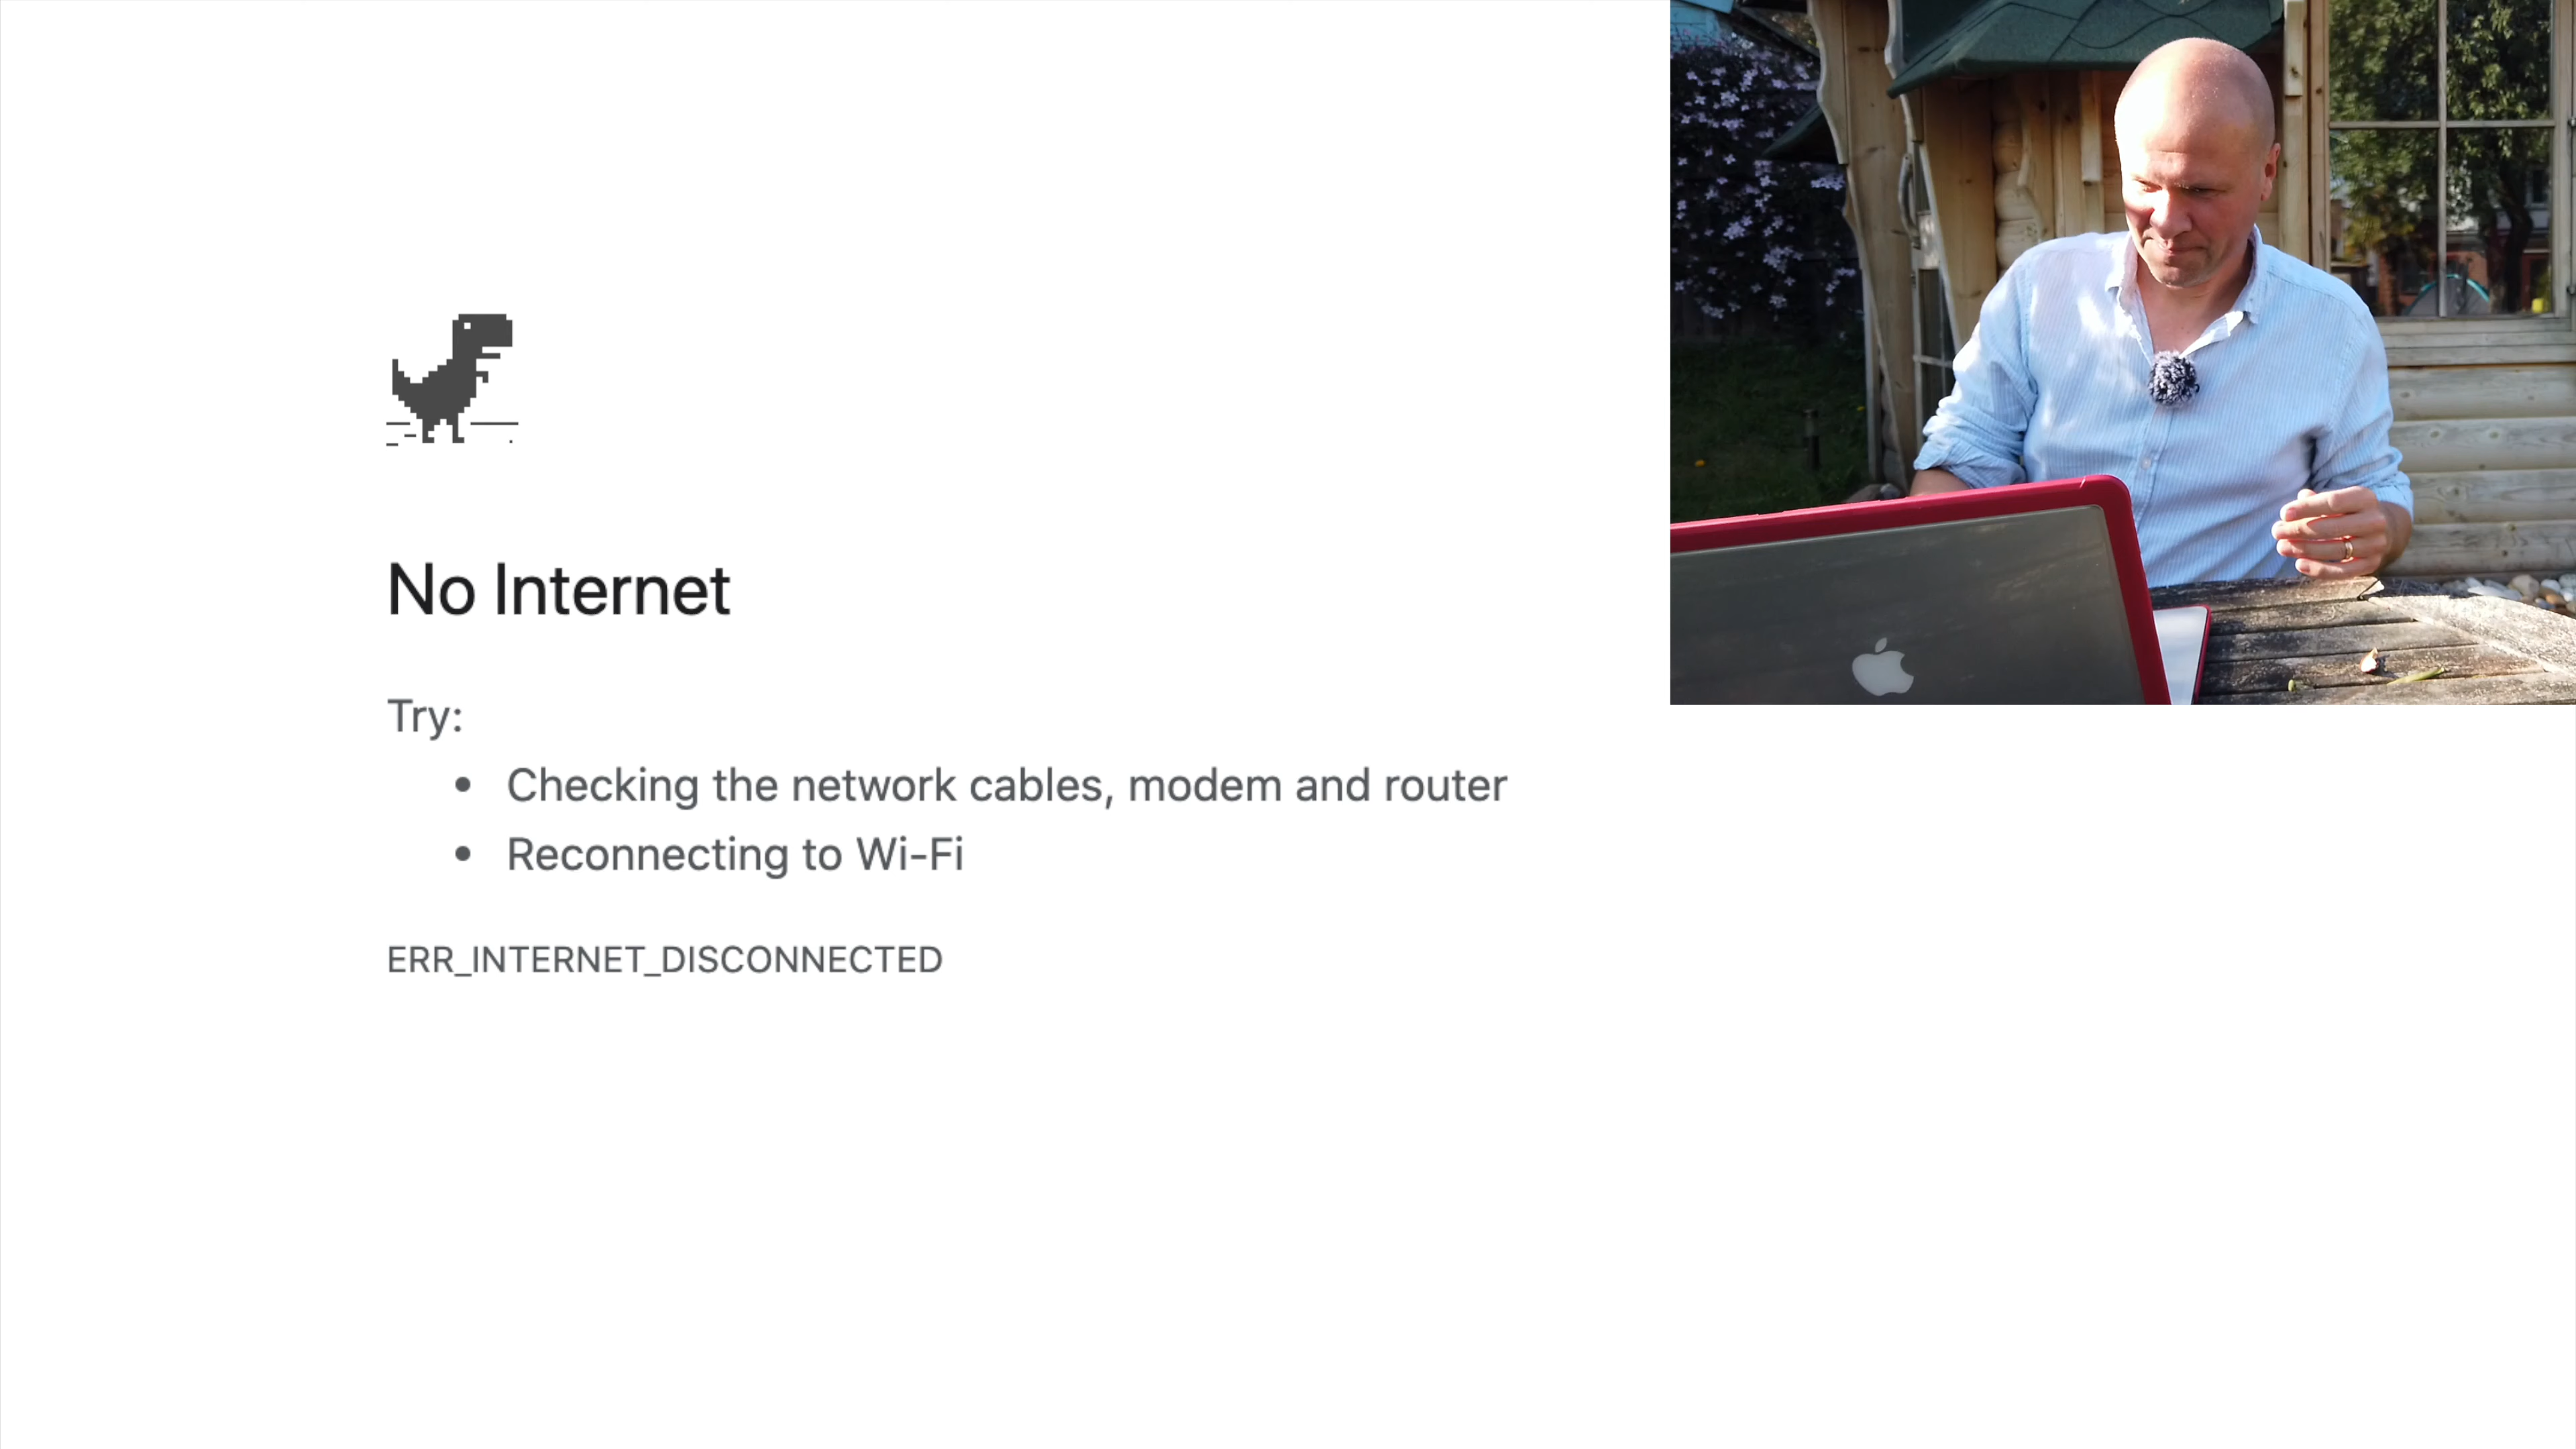 No Internet
Try:
• Checking the network cables, modem and router
• Reconnecting to Wi-Fi
ERR_INTERNET_DISCONNECTED